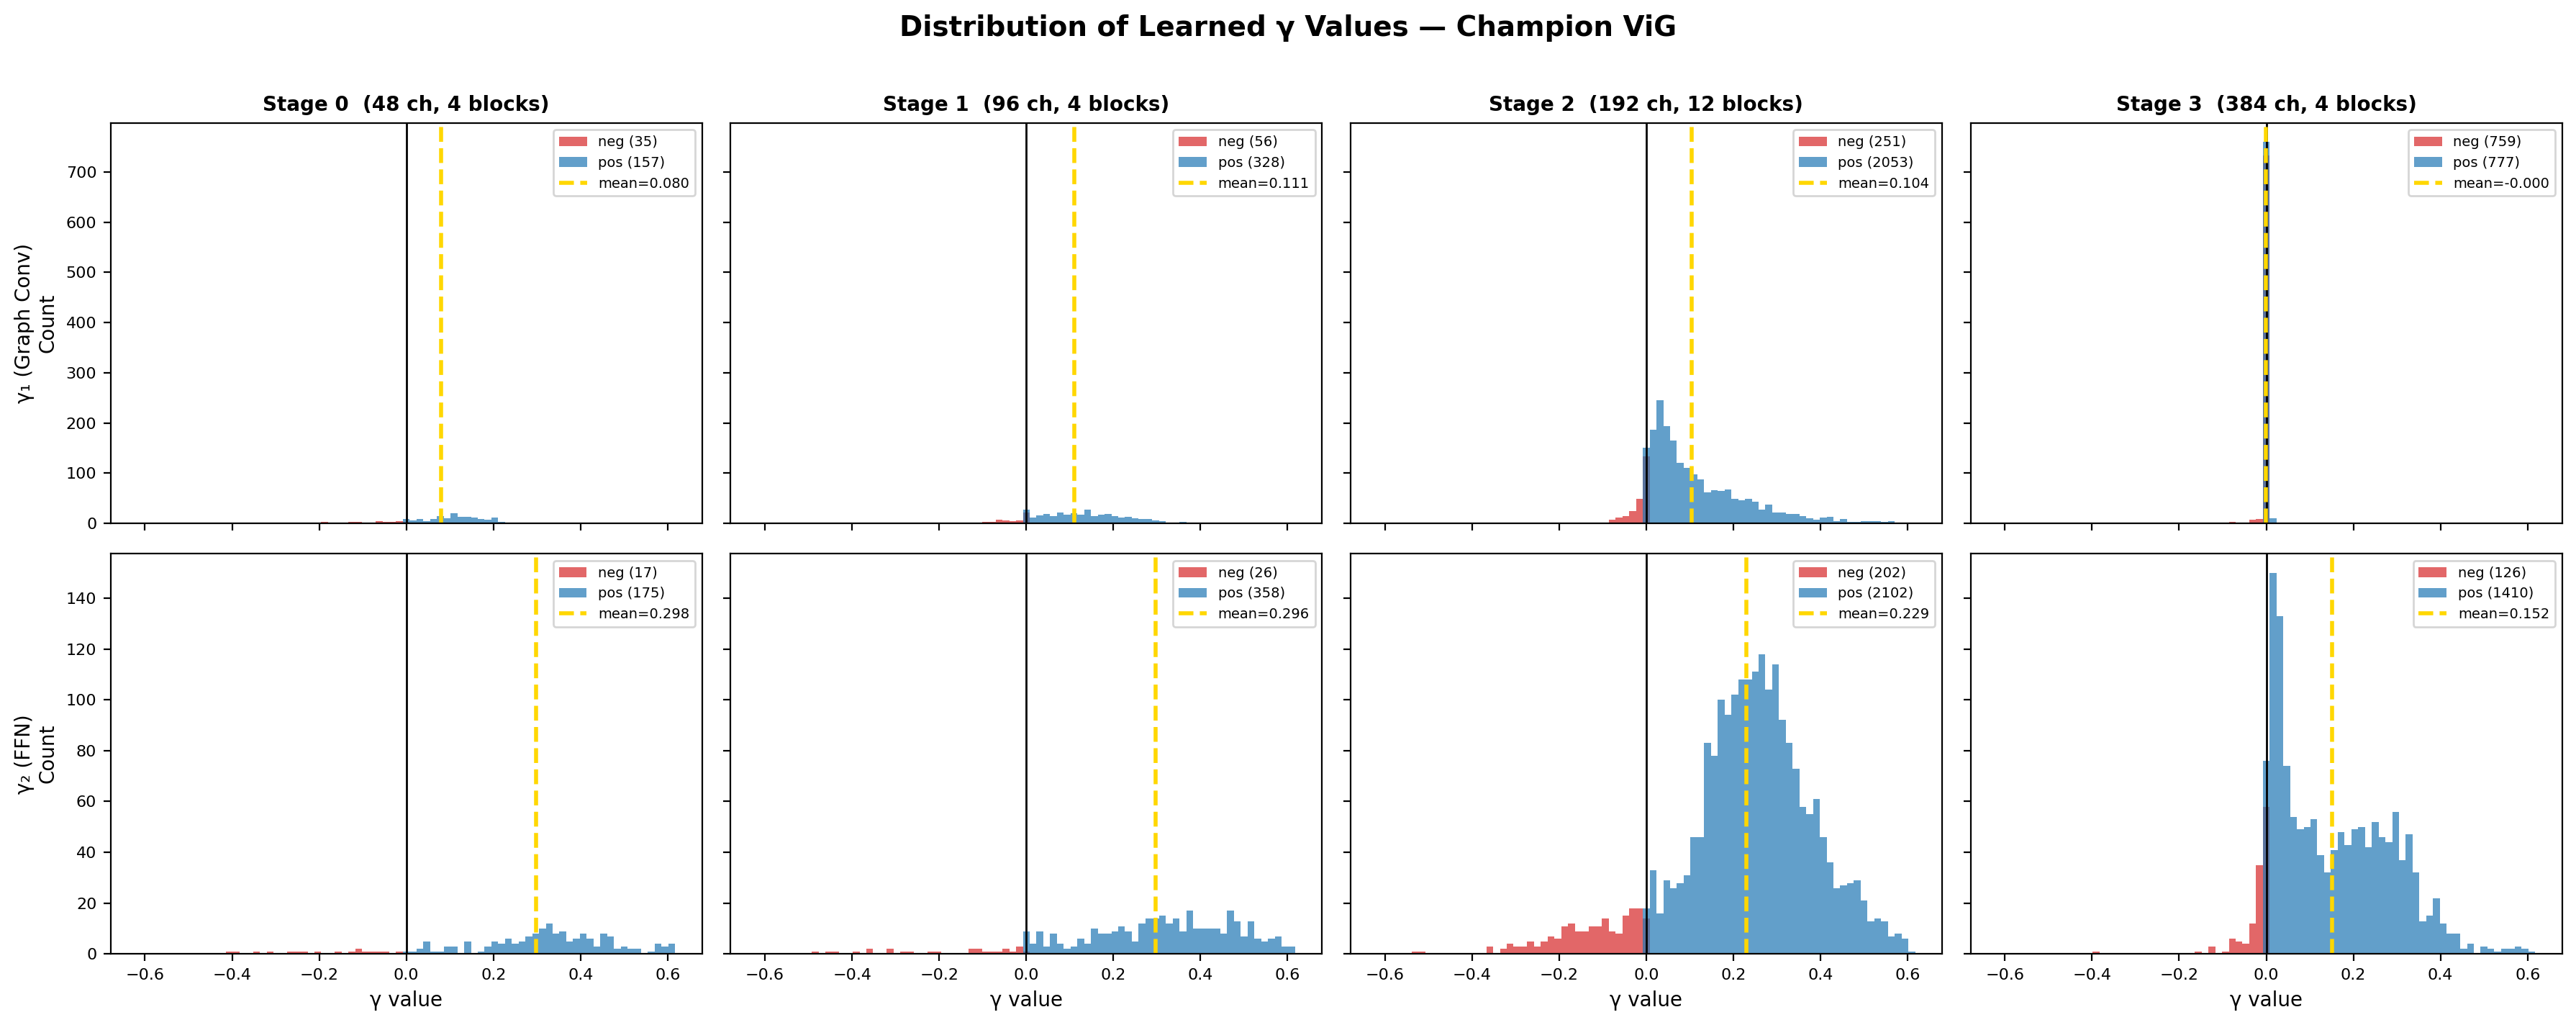 Distribution of Learned γ Values — Champion ViG
Stage 0  (48 ch, 4 blocks)
Stage 1  (96 ch, 4 blocks)
Stage 2  (192 ch, 12 blocks)
Stage 3  (384 ch, 4 blocks)
γ₁ (Graph Conv)
Count
700
600
500
400
300
200
100
0
neg (35)
pos (157)
mean=0.080
neg (56)
pos (328)
mean=0.111
neg (251)
pos (2053)
mean=0.104
neg (759)
pos (777)
mean=-0.000
γ₂ (FFN)
Count
140
120
100
80
60
40
20
0
neg (17)
pos (175)
mean=0.298
neg (26)
pos (358)
mean=0.296
neg (202)
pos (2102)
mean=0.229
neg (126)
pos (1410)
mean=0.152
−0.6 −0.4 −0.2 0.0 0.2 0.4 0.6
−0.6 −0.4 −0.2 0.0 0.2 0.4 0.6
−0.6 −0.4 −0.2 0.0 0.2 0.4 0.6
−0.6 −0.4 −0.2 0.0 0.2 0.4 0.6
γ value
γ value
γ value
γ value